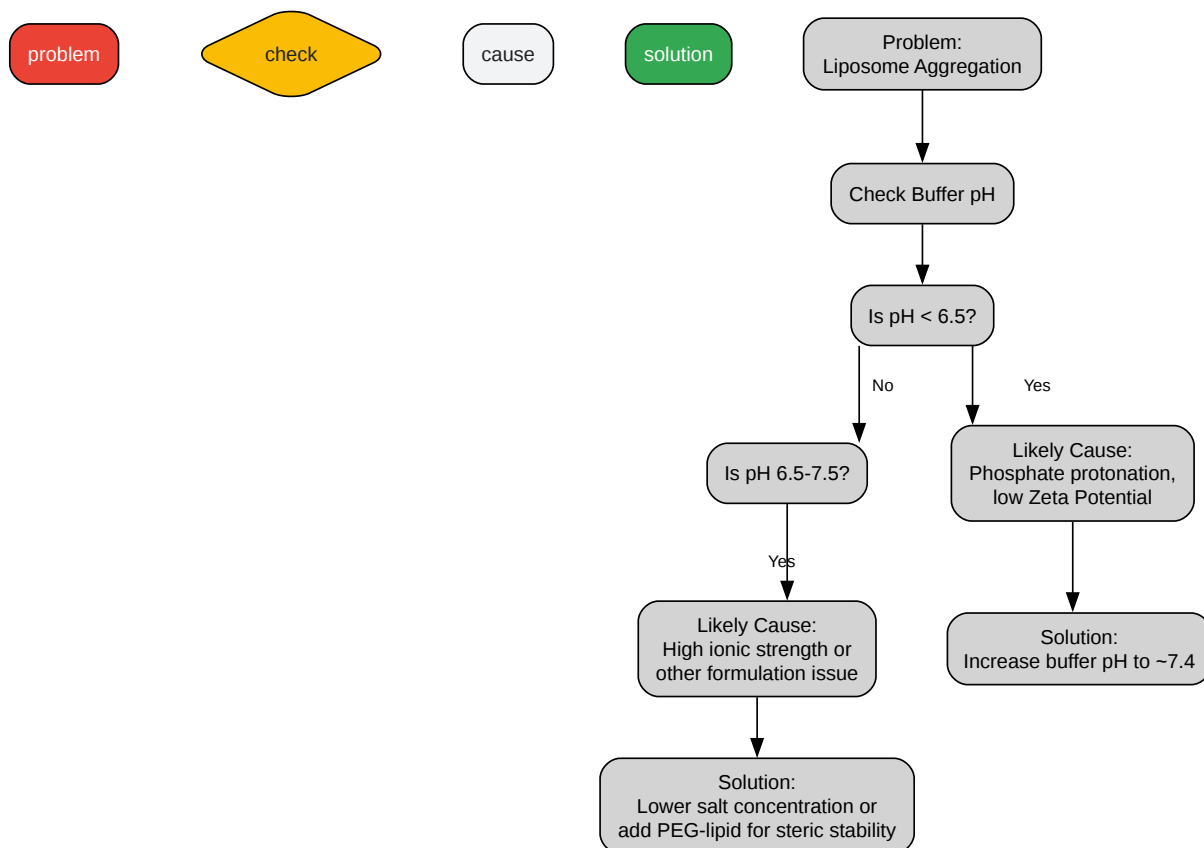 problem
check
cause
solution
Problem:
Liposome Aggregation
Check Buffer pH
Is pH < 6.5?
No
Yes
Is pH 6.5-7.5?
Likely Cause:
Phosphate protonation,
low Zeta Potential
Yes
Likely Cause:
High ionic strength or
other formulation issue
Solution:
Increase buffer pH to ~7.4
Solution:
Lower salt concentration or
add PEG-lipid for steric stability